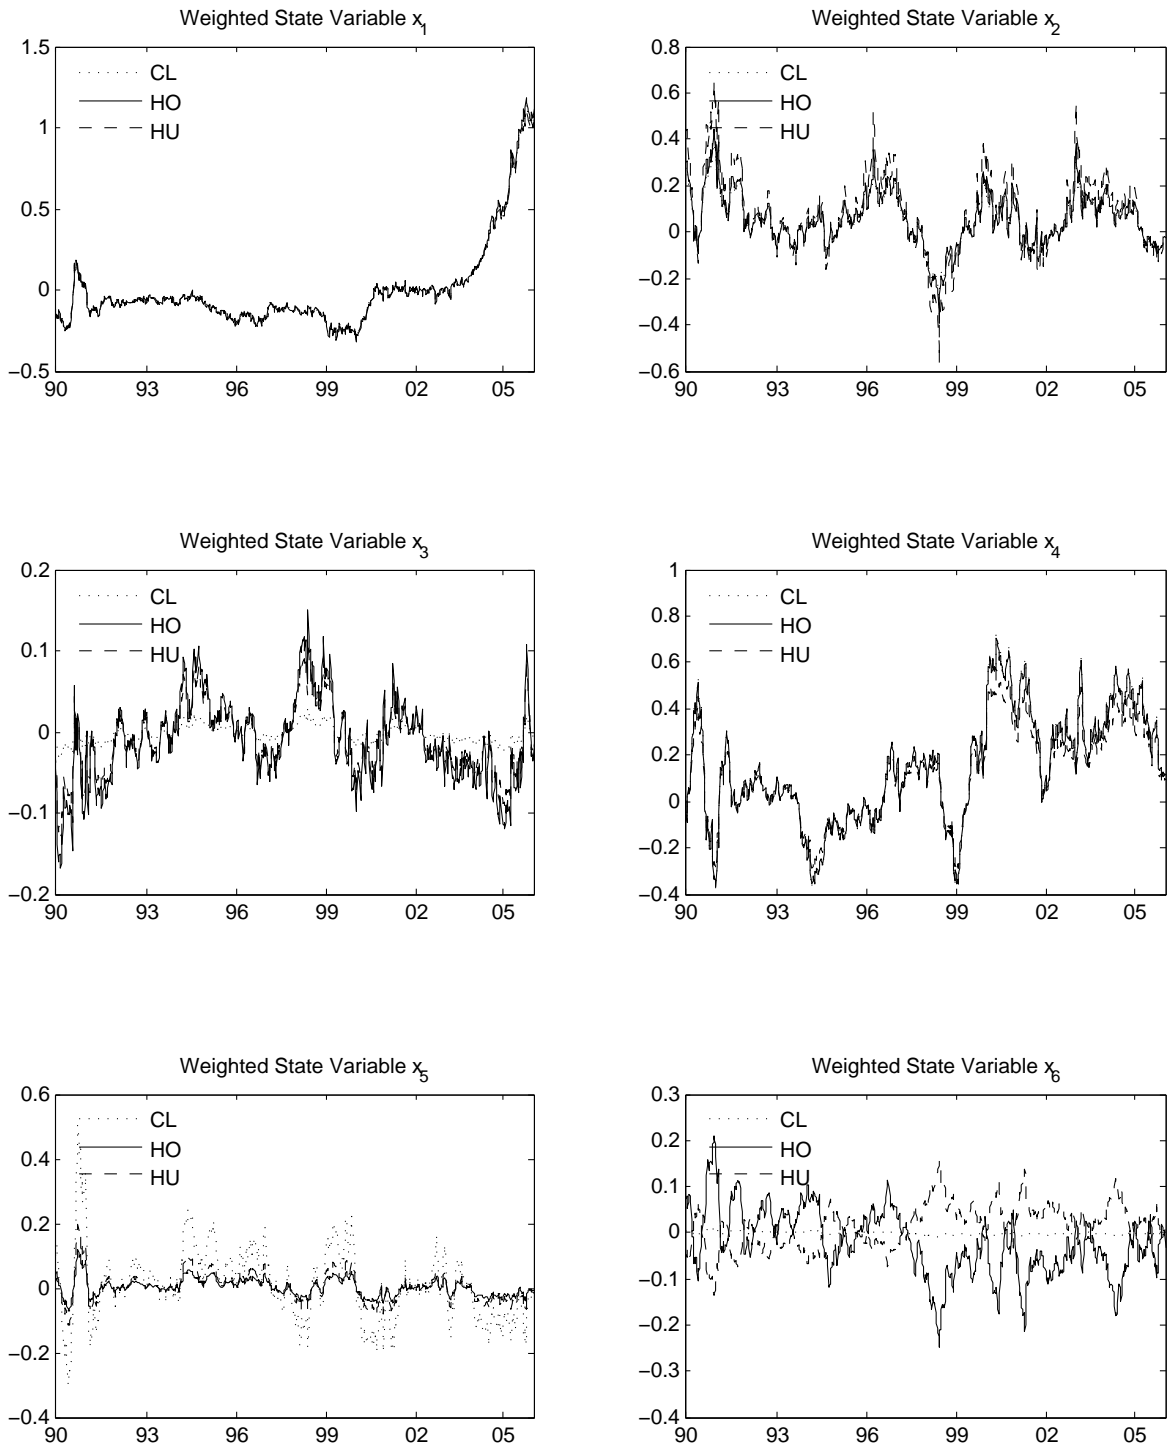 Weighted State Variable x1
1.5
1
0.5
0
−0.5
90 93 96 99 02 05
CL
HO
HU
Weighted State Variable x2
0.8
0.6
0.4
0.2
0
−0.2
−0.4
−0.6
90 93 96 99 02 05
CL
HO
HU
Weighted State Variable x3
0.2
0.1
0
−0.1
−0.2
90 93 96 99 02 05
CL
HO
HU
Weighted State Variable x4
1
0.8
0.6
0.4
0.2
0
−0.2
−0.4
90 93 96 99 02 05
CL
HO
HU
Weighted State Variable x5
0.6
0.4
0.2
0
−0.2
−0.4
90 93 96 99 02 05
CL
HO
HU
Weighted State Variable x6
0.3
0.2
0.1
0
−0.1
−0.2
−0.3
−0.4
90 93 96 99 02 05
CL
HO
HU